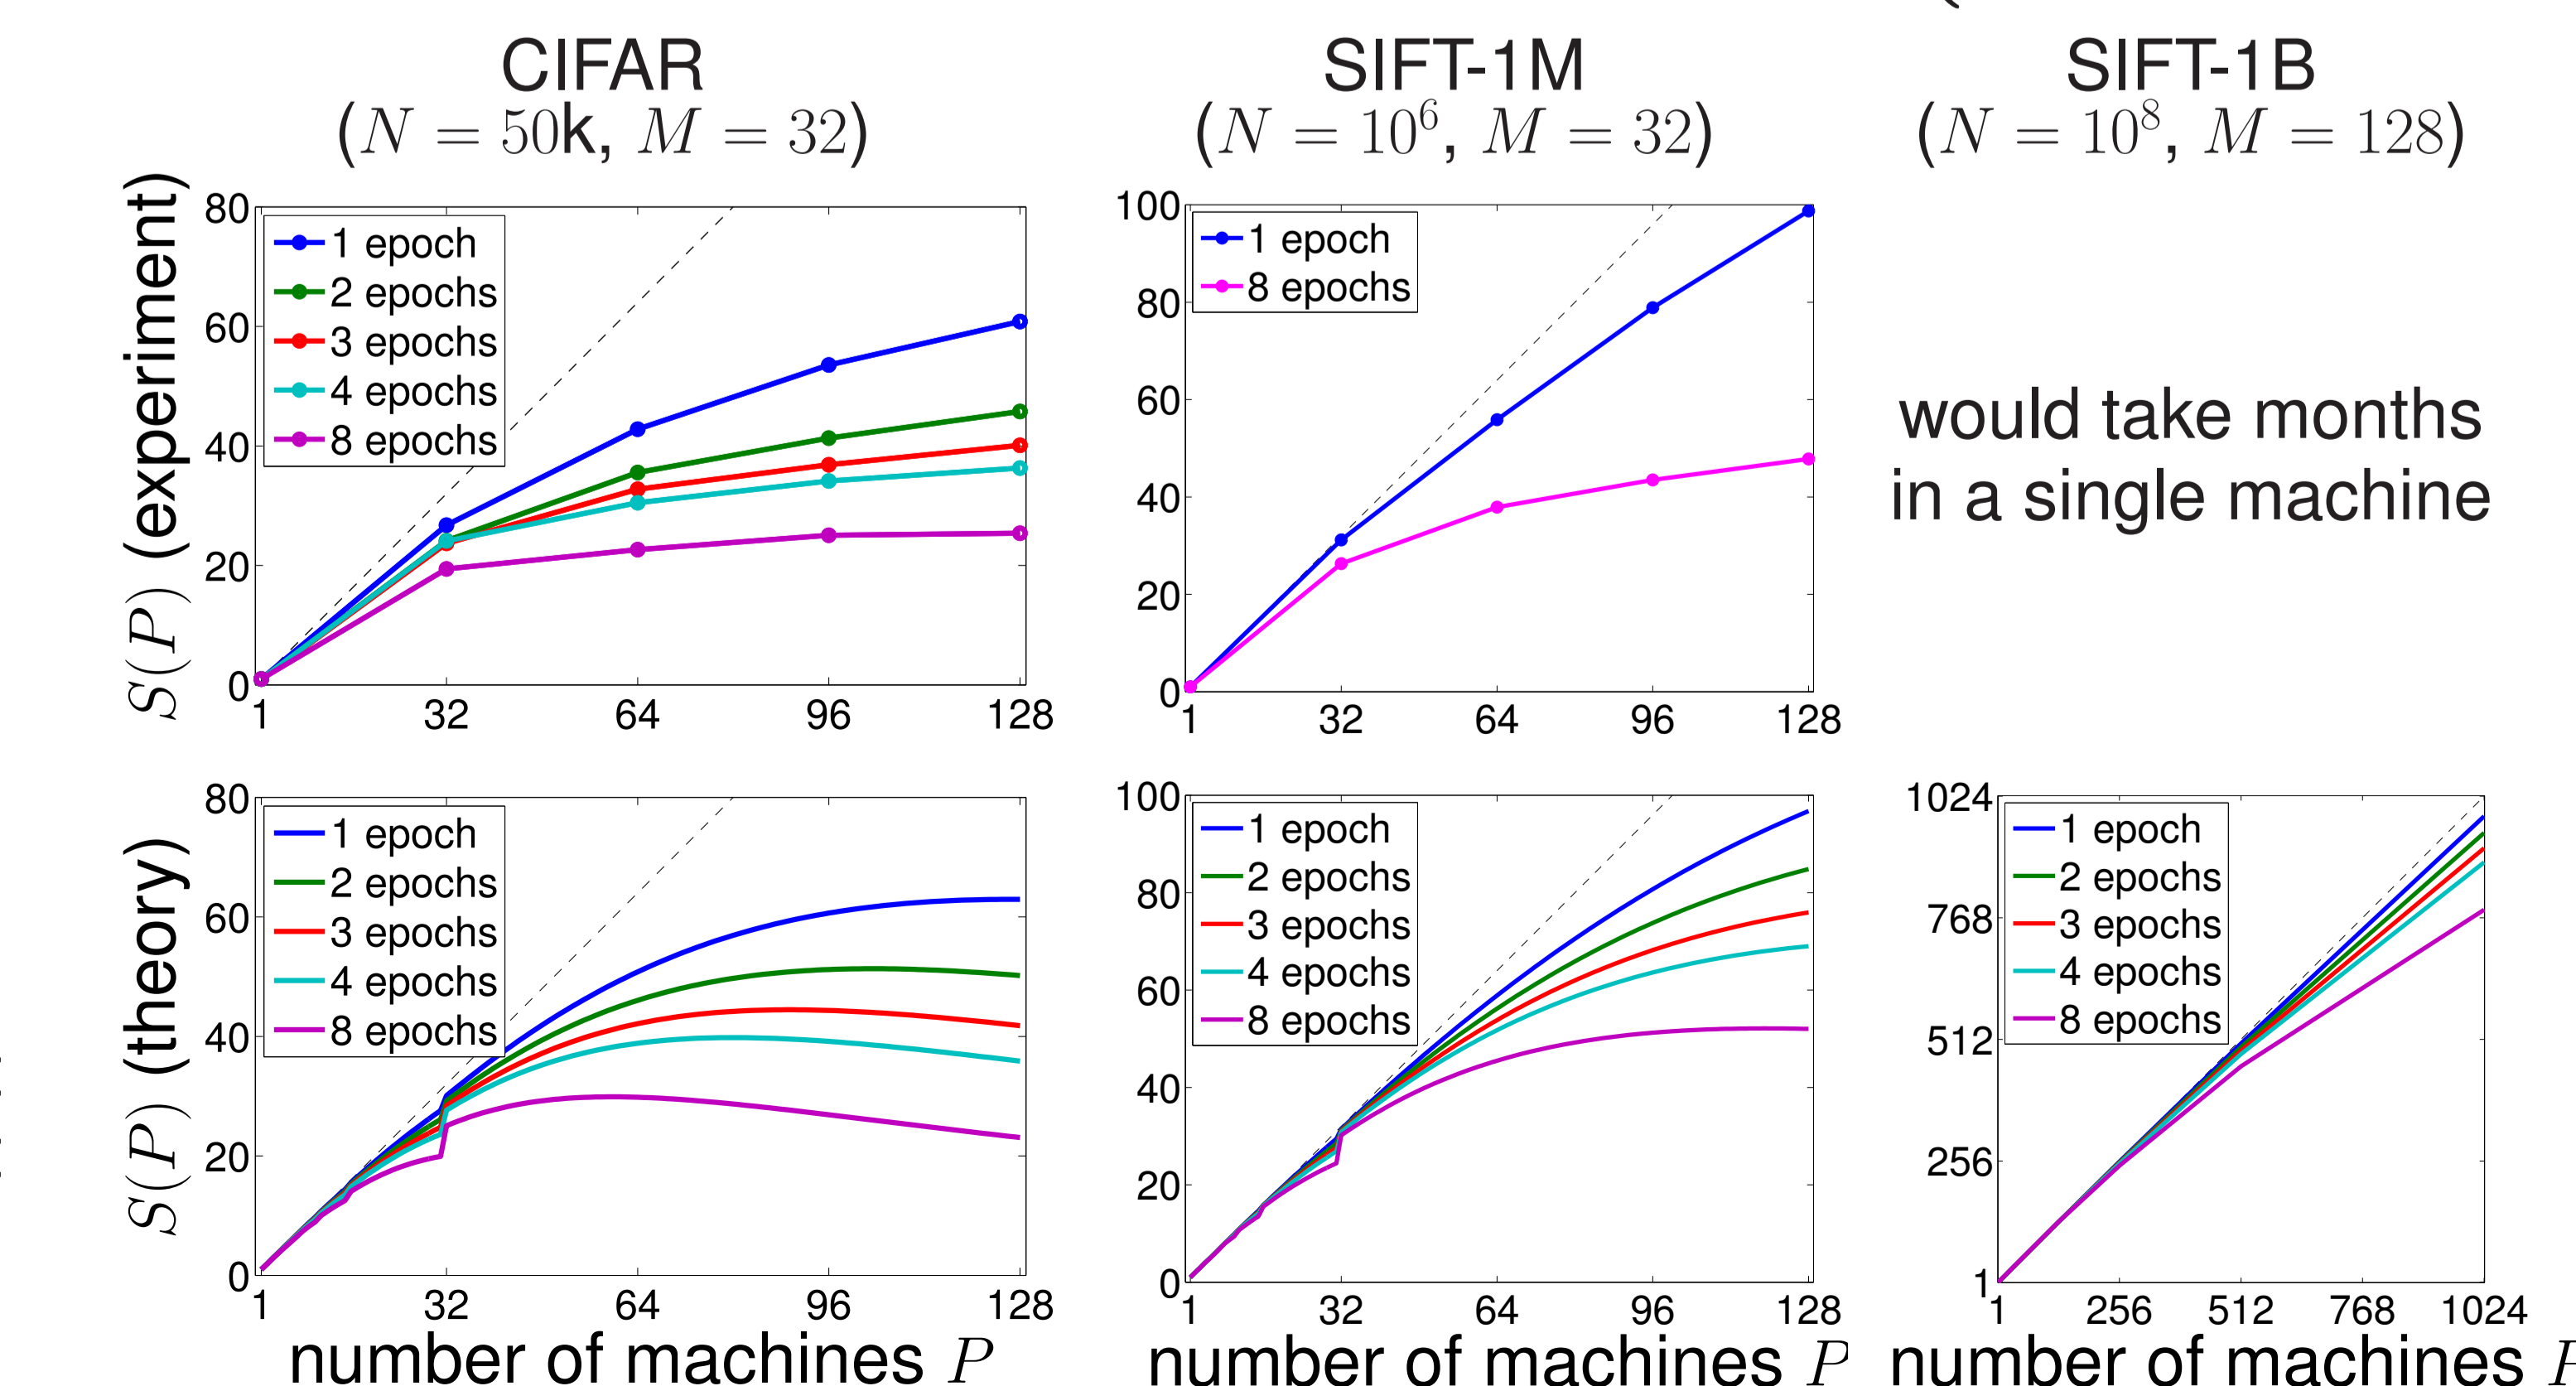 CIFAR
(N = 50k, M = 32)
SIFT-1M
(N = 10^6, M = 32)
SIFT-1B
(N = 10^8, M = 128)
S(P) (experiment)
80
60
40
20
0
1 epoch
2 epochs
3 epochs
4 epochs
8 epochs
1 32 64 96 128
100
80
60
40
20
0
1 epoch
8 epochs
1 32 64 96 128
would take months
in a single machine
S(P) (theory)
80
60
40
20
0
1 epoch
2 epochs
3 epochs
4 epochs
8 epochs
1 32 64 96 128
number of machines P
100
80
60
40
20
0
1 epoch
2 epochs
3 epochs
4 epochs
8 epochs
1 32 64 96 128
number of machines P
1024
768
512
256
1
1 epoch
2 epochs
3 epochs
4 epochs
8 epochs
1 256 512 768 1024
number of machines P